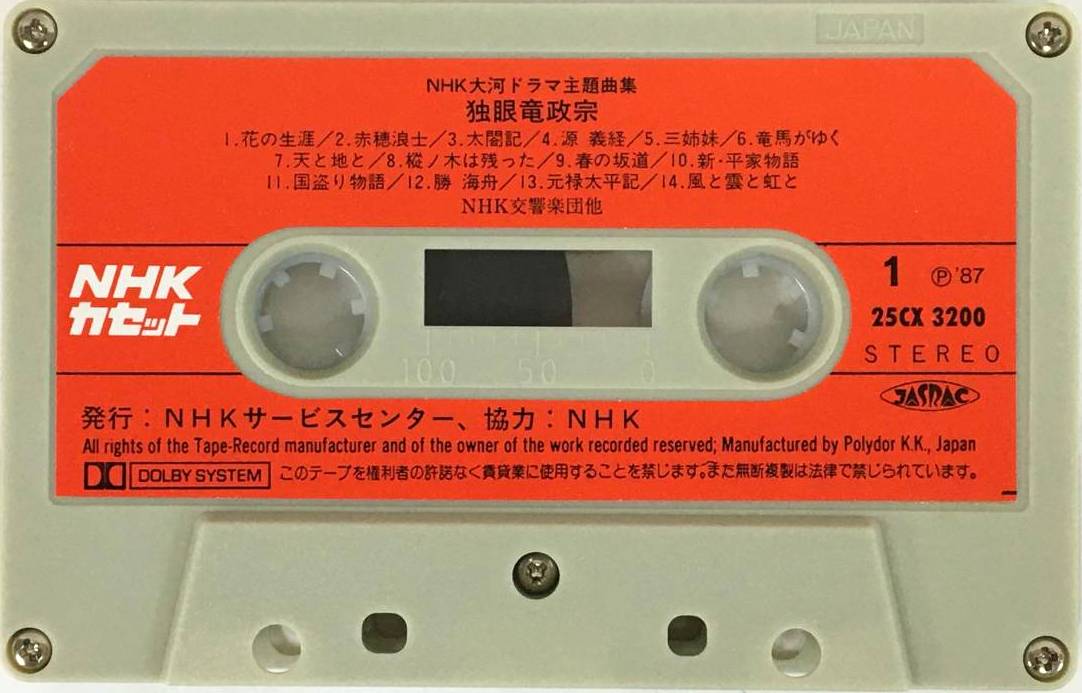 JAPAN
NHK大河ドラマ主題曲集
独眼竜政宗
1.花の生涯/2.赤穂浪士/3.太閤記/4.源 義経/5.三姉妹/6.竜馬がゆく
7.天と地と/8.樅ノ木は残った/9.春の坂道/10.新・平家物語
11.国盗り物語/12.勝 海舟/13.元禄太平記/14.風と雲と虹と
NHK交響楽団他
NHK
カセット
1 Ⓟ'87
25CX 3200
STEREO
100 50 0
JASRAC
発行:NHKサービスセンター、協力:NHK
All rights of the Tape-Record manufacturer and of the owner of the work recorded reserved; Manufactured by Polydor K.K., Japan
DOLBY SYSTEM このテープを権利者の許諾なく賃貸業に使用することを禁じます。また無断複製は法律で禁じられています。